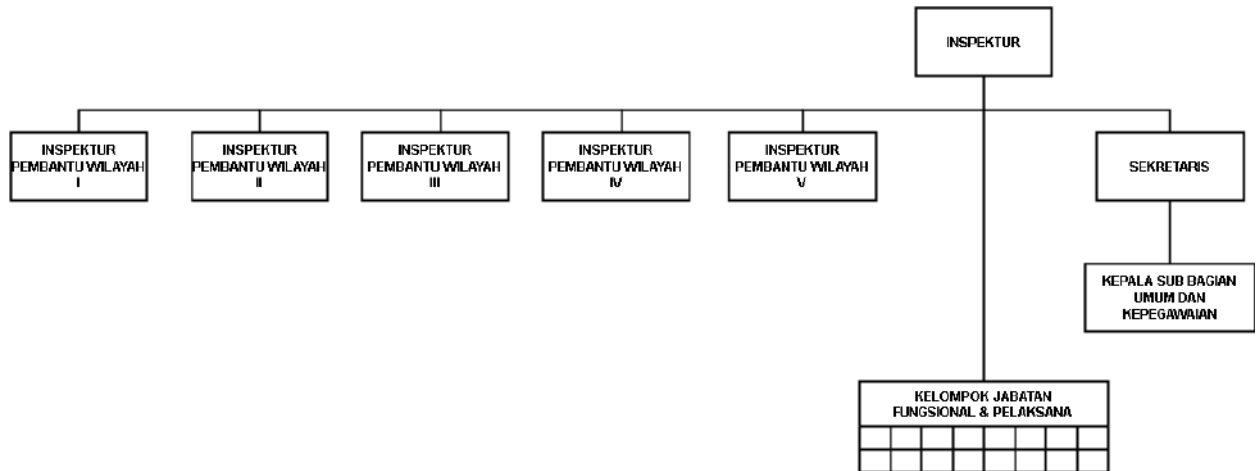 INSPEKTUR
INSPEKTUR
PEMBANTU WILAYAH
I
INSPEKTUR
PEMBANTU WILAYAH
II
INSPEKTUR
PEMBANTU WILAYAH
III
INSPEKTUR
PEMBANTU WILAYAH
IV
INSPEKTUR
PEMBANTU WILAYAH
V
SEKRETARIS
KEPALA SUB BAGIAN
UMUM DAN
KEPEGAWAIAN
KELOMPOK JABATAN
FUNGSIONAL & PELAKSANA